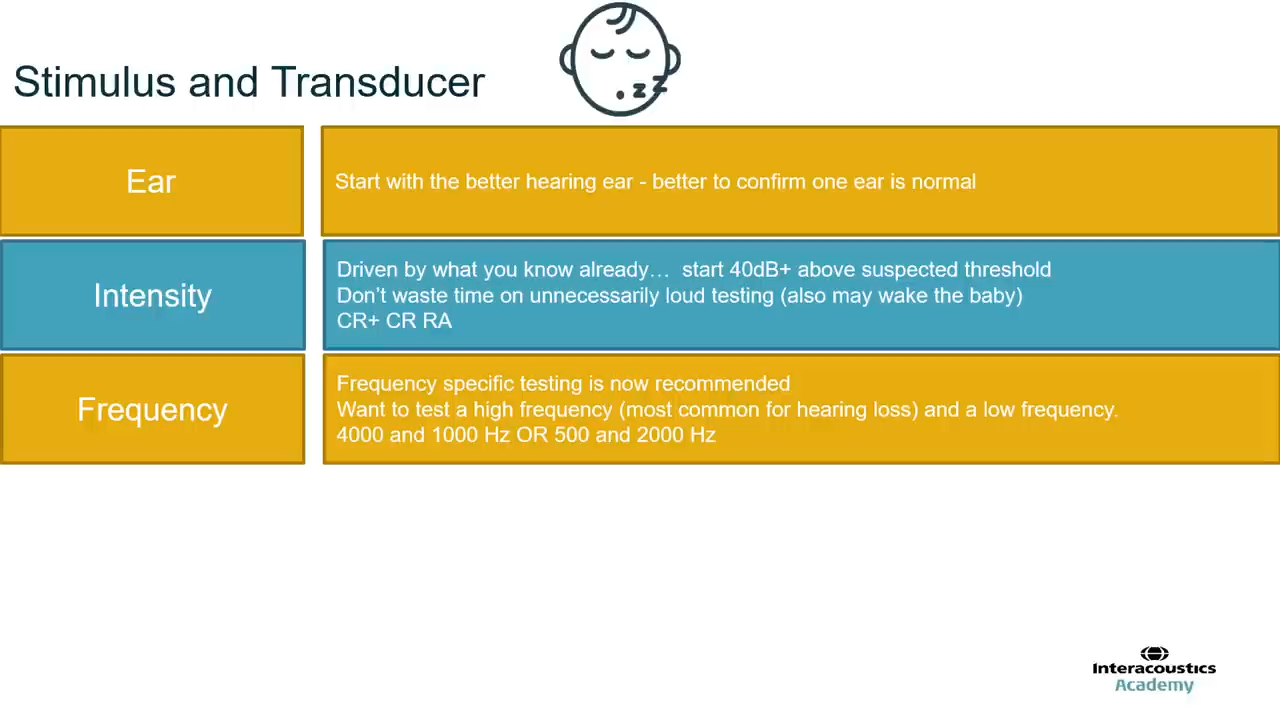 Stimulus and Transducer
z z
Ear
Start with the better hearing ear - better to confirm one ear is normal
Intensity
Driven by what you know already… start 40dB+ above suspected threshold
Don't waste time on unnecessarily loud testing (also may wake the baby)
CR+ CR RA
Frequency
Frequency specific testing is now recommended
Want to test a high frequency (most common for hearing loss) and a low frequency.
4000 and 1000 Hz OR 500 and 2000 Hz
Interacoustics
Academy